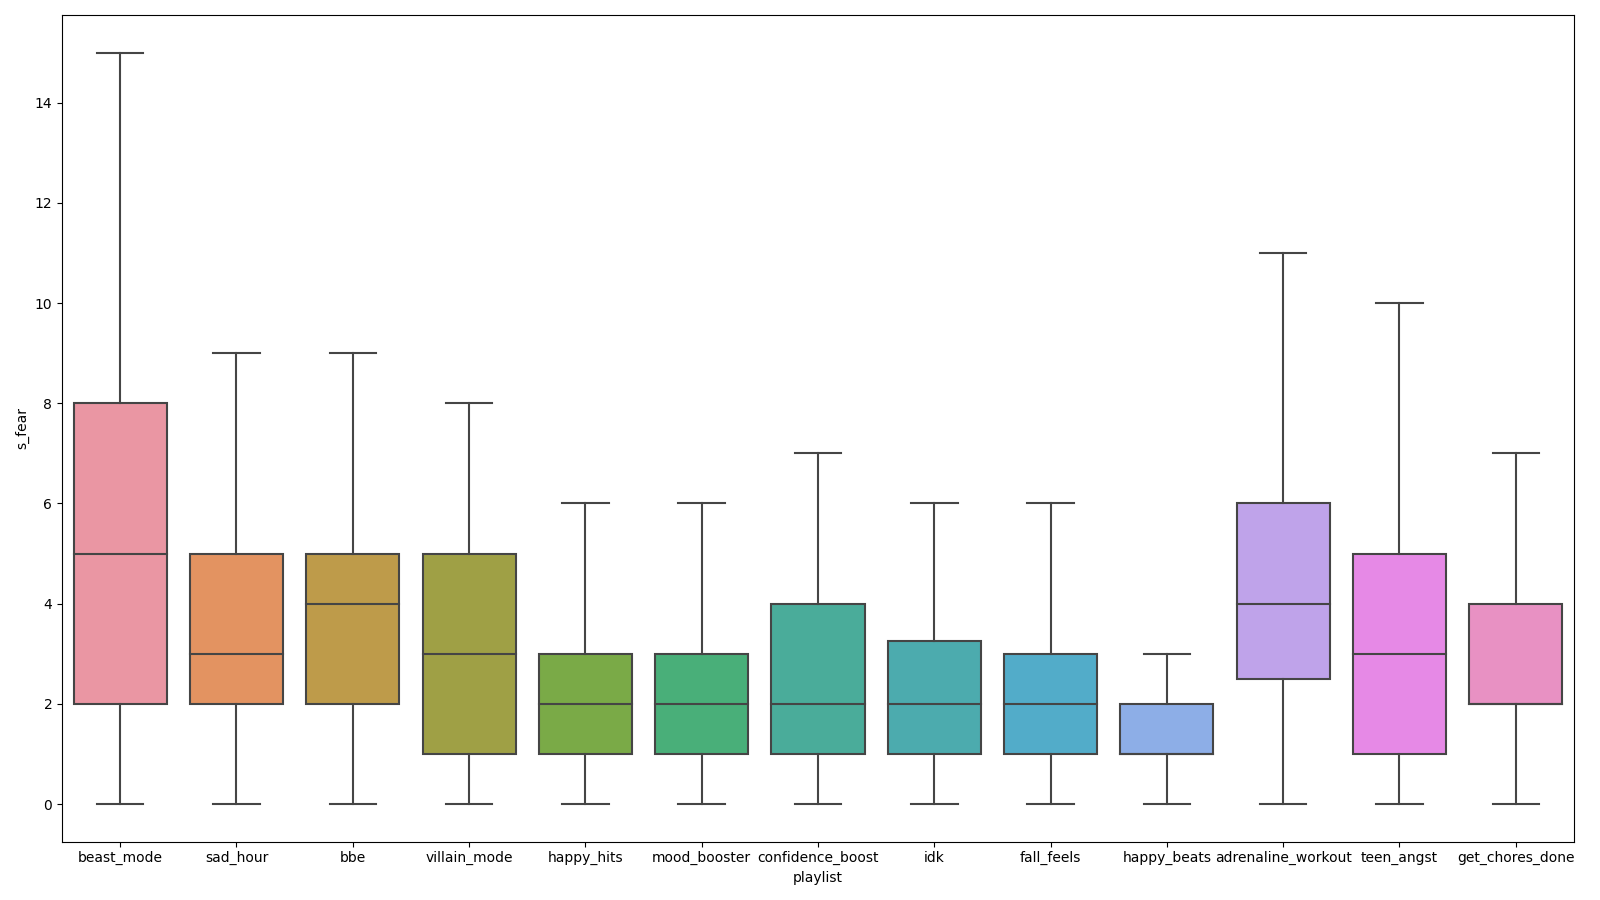 14
12
10
8
6
4
2
0
s_fear
beast_mode sad_hour bbe villain_mode happy_hits mood_booster confidence_boost idk fall_feels happy_beats adrenaline_workout teen_angst get_chores_done
playlist